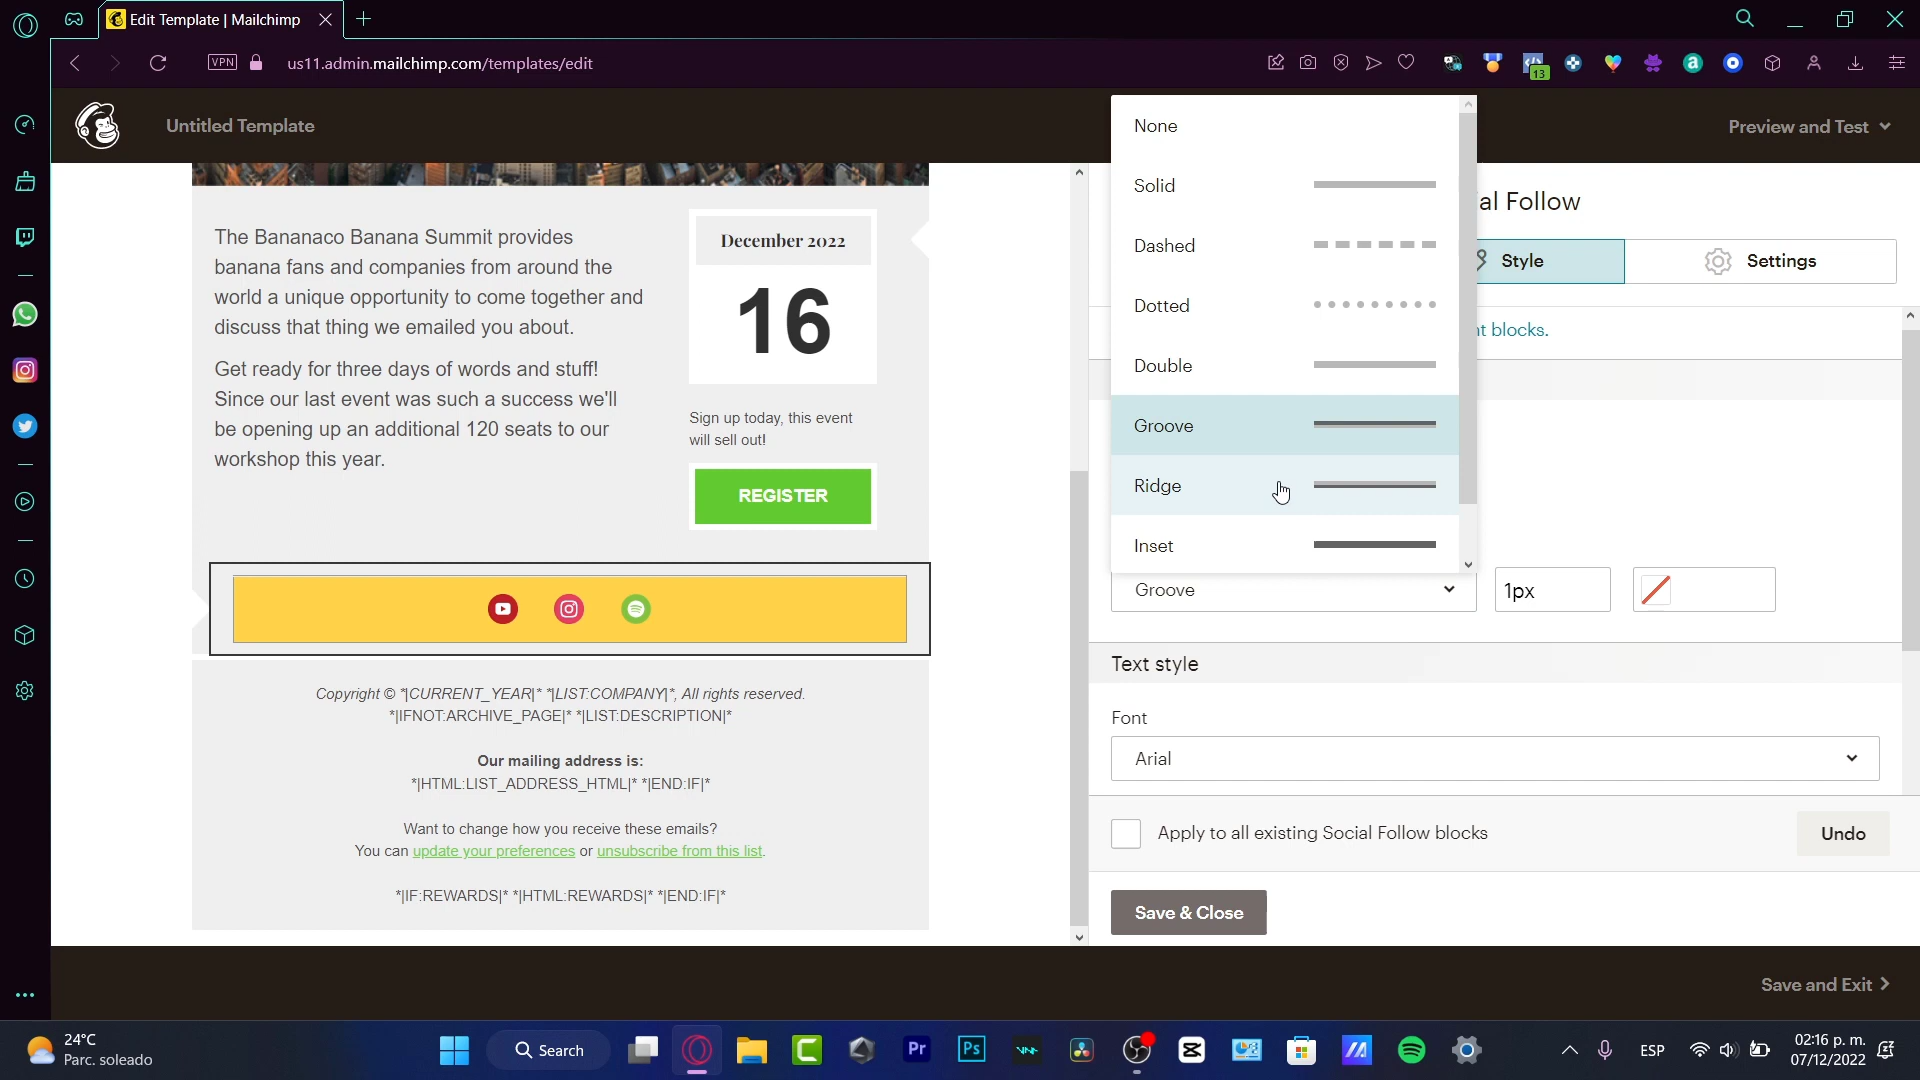 Edit Template | Mailchimp
VPN
us11.admin.mailchimp.com/templates/edit
13
Untitled Template
Preview and Test
None
Solid
Dashed
Dotted
Double
Groove
Ridge
Inset
al Follow
Style
Settings
t blocks.
Groove
1px
Text style
Font
Arial
Apply to all existing Social Follow blocks
Undo
Save & Close
The Bananaco Banana Summit provides
banana fans and companies from around the
world a unique opportunity to come together and
discuss that thing we emailed you about.
Get ready for three days of words and stuff!
Since our last event was such a success we'll
be opening up an additional 120 seats to our
workshop this year.
December 2022
16
Sign up today, this event
will sell out!
REGISTER
Copyright © *|CURRENT_YEAR|* *|LIST:COMPANY|*, All rights reserved.
*|IFNOT:ARCHIVE_PAGE|* *|LIST:DESCRIPTION|*
Our mailing address is:
*|HTML:LIST_ADDRESS_HTML|* *|END:IF|*
Want to change how you receive these emails?
You can update your preferences or unsubscribe from this list.
*|IF:REWARDS|* *|HTML:REWARDS|* *|END:IF|*
Save and Exit
24°C
Parc. soleado
Search
Pr
Ps
ESP
02:16 p. m.
07/12/2022